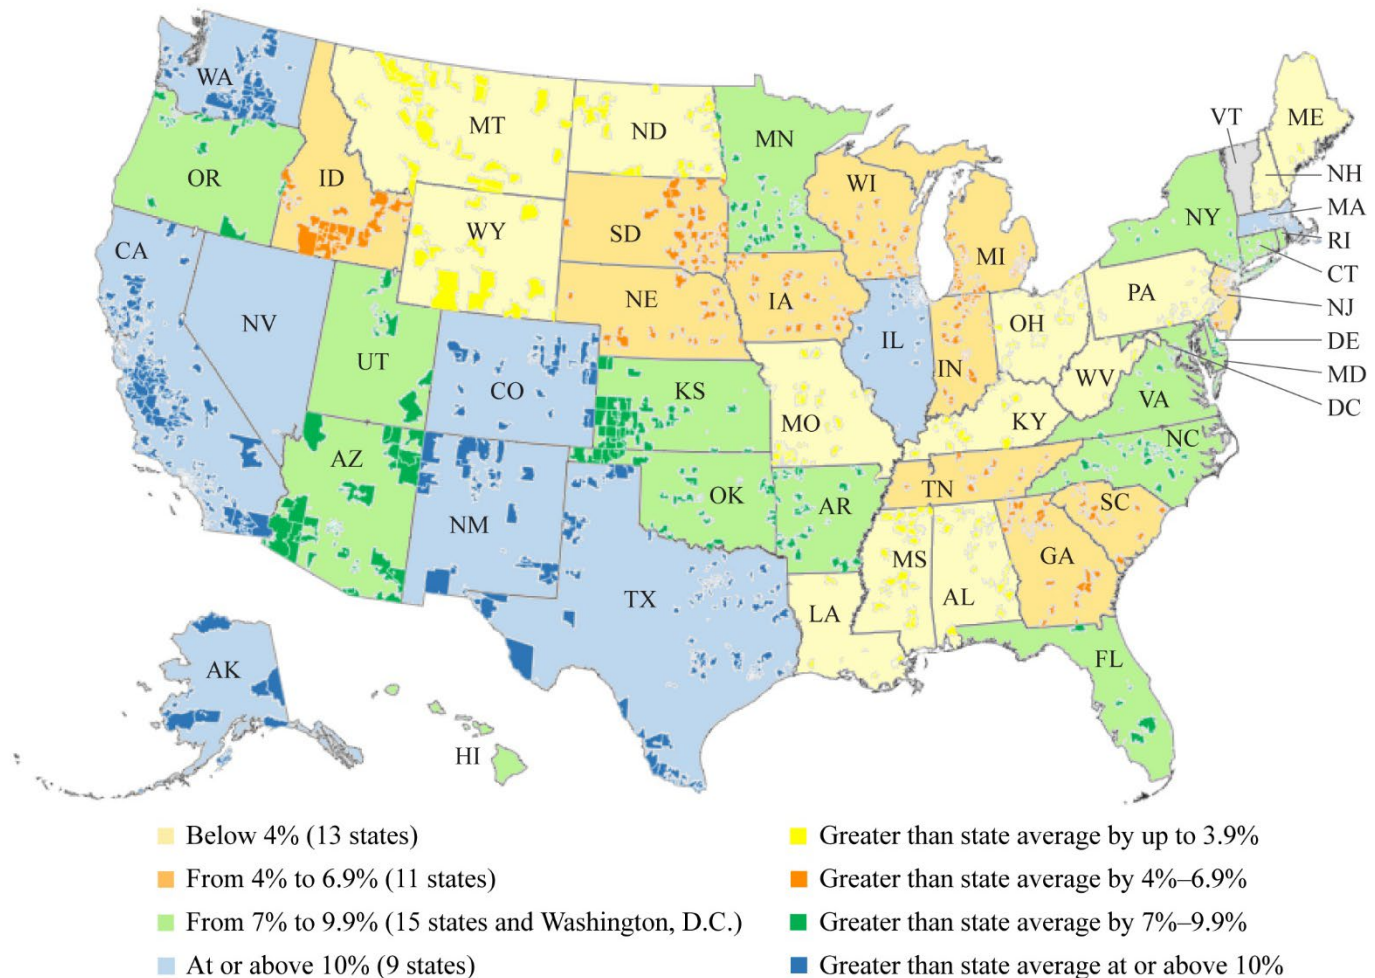 WA
MT
ND
MN
VT
ME
OR
ID
WI
NH
SD
WY
MI
NY
MA
RI
CA
CT
NE
IA
PA
NJ
NV
OH
DE
UT
IL
IN
MD
CO
KS
WV
DC
MO
KY
VA
AZ
NC
OK
TN
NM
AR
SC
MS
GA
TX
AL
LA
AK
FL
HI
Below 4% (13 states)
From 4% to 6.9% (11 states)
From 7% to 9.9% (15 states and Washington, D.C.)
At or above 10% (9 states)
Greater than state average by up to 3.9%
Greater than state average by 4%–6.9%
Greater than state average by 7%–9.9%
Greater than state average at or above 10%